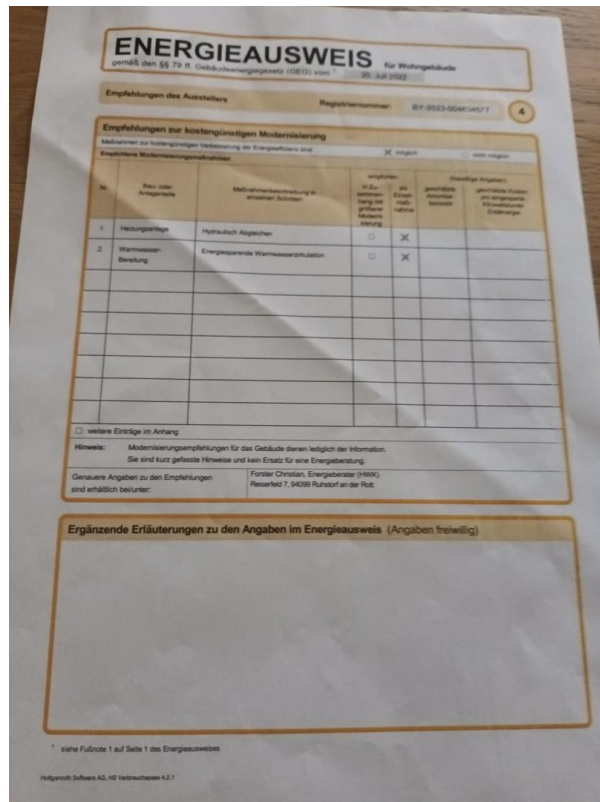 ENERGIEAUSWEIS für Wohngebäude
gemäß den §§ 79 ff. Gebäudeenergiegesetz (GEG) vom ¹ 20. Juli 2022
Empfehlungen des Ausstellers Registriernummer: 4
Empfehlungen zur kostengünstigen Modernisierung
Maßnahmen zur kostengünstigen Verbesserung der Energieeffizienz sind möglich nicht möglich
Empfohlene Modernisierungsmaßnahmen
empfohlen (freiwillige Angaben)
Nr. Bau- oder Anlagenteile Maßnahmenbeschreibung in einzelnen Schritten in Zusammenhang mit größerer Modernisierung als Einzelmaßnahme geschätzte Amortisationszeit geschätzte Kosten pro eingesparte Kilowattstunde Endenergie
1 Heizungsanlage Hydraulisch Abgleichen
2 Warmwasser-Bereitung Energiesparende Warmwasserzirkulation
weitere Einträge im Anhang
Hinweis: Modernisierungsempfehlungen für das Gebäude dienen lediglich der Information.
Sie sind kurz gefasste Hinweise und kein Ersatz für eine Energieberatung.
Genauere Angaben zu den Empfehlungen
sind erhältlich bei/unter:
Forster Christian, Energieberater (HWK)
Reiserfeld 7, 94099 Ruhstorf an der Rott
Ergänzende Erläuterungen zu den Angaben im Energieausweis (Angaben freiwillig)
¹ siehe Fußnote 1 auf Seite 1 des Energieausweises
Hottgenroth Software AG, HS Verbrauchspass 4.2.1